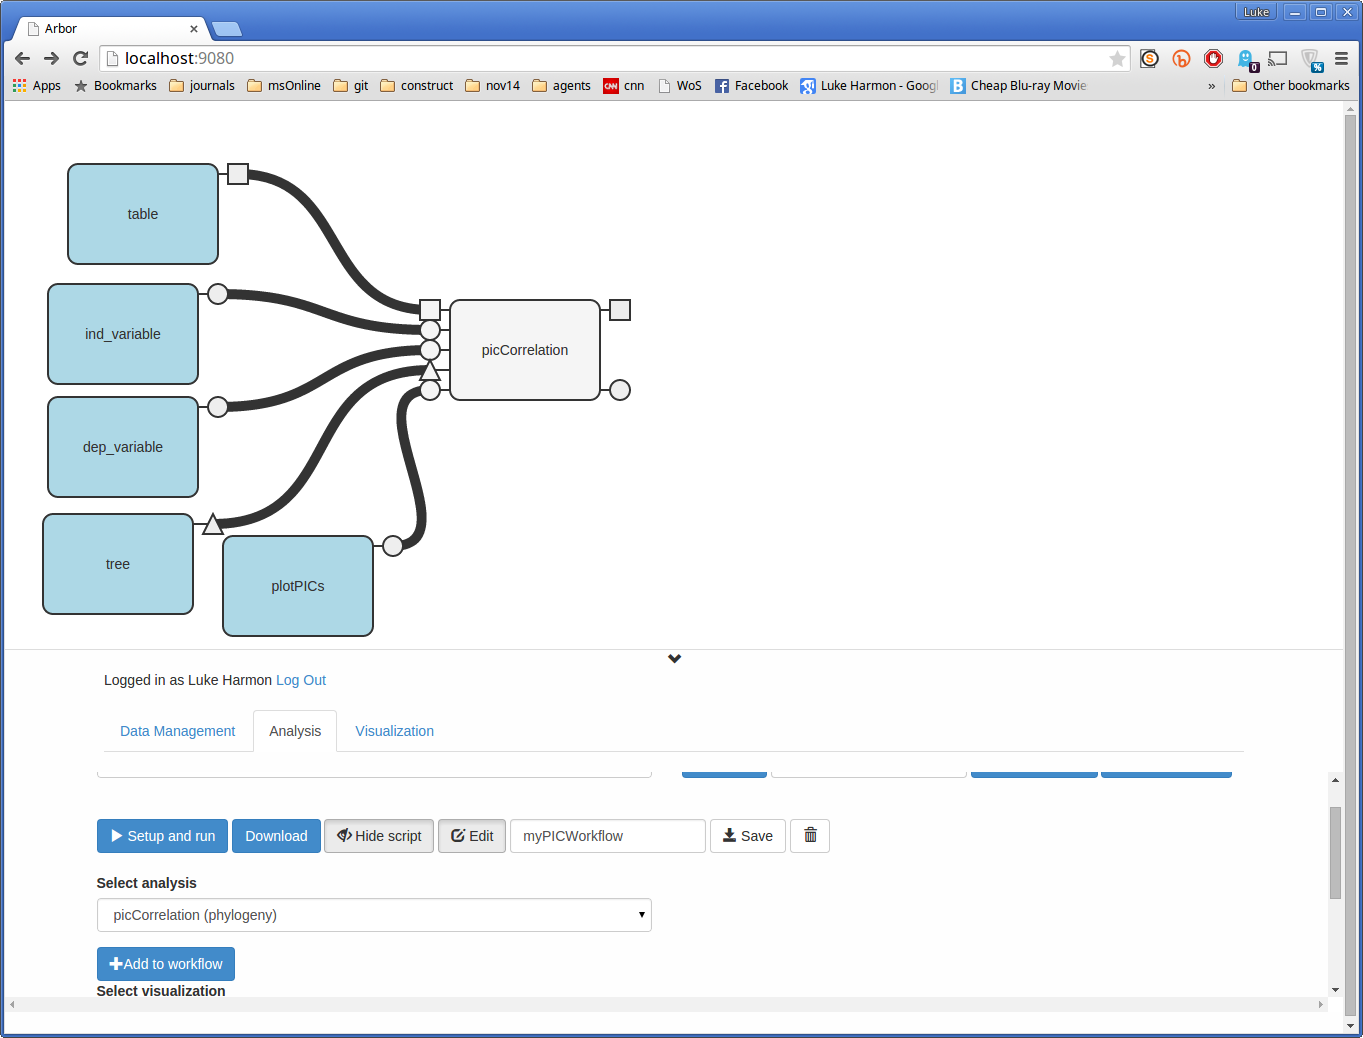 Luke
Arbor
localhost:9080
0
%
Apps Bookmarks journals msOnline git construct nov14 agents CNN cnn WoS Facebook Luke Harmon - Googl Cheap Blu-ray Movie » Other bookmarks
table
ind_variable
picCorrelation
dep_variable
tree
plotPICs
Logged in as Luke Harmon Log Out
Data Management Analysis Visualization
Setup and run Download Hide script Edit myPICWorkflow Save
Select analysis
picCorrelation (phylogeny)
Add to workflow
Select visualization